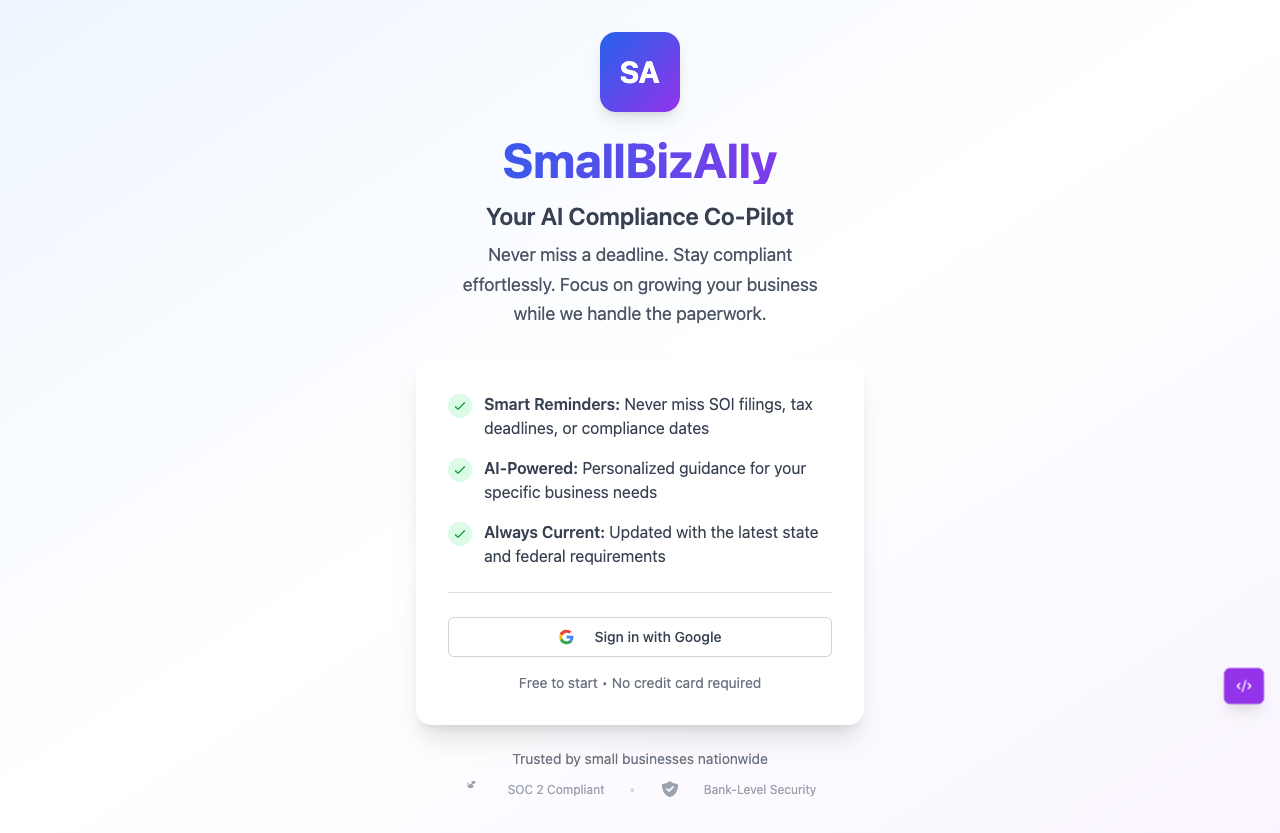 SA
SmallBizAlly
Your AI Compliance Co-Pilot
Never miss a deadline. Stay compliant
effortlessly. Focus on growing your business
while we handle the paperwork.
Smart Reminders: Never miss SOI filings, tax
deadlines, or compliance dates
AI-Powered: Personalized guidance for your
specific business needs
Always Current: Updated with the latest state
and federal requirements
Sign in with Google
Free to start • No credit card required
Trusted by small businesses nationwide
SOC 2 Compliant • Bank-Level Security